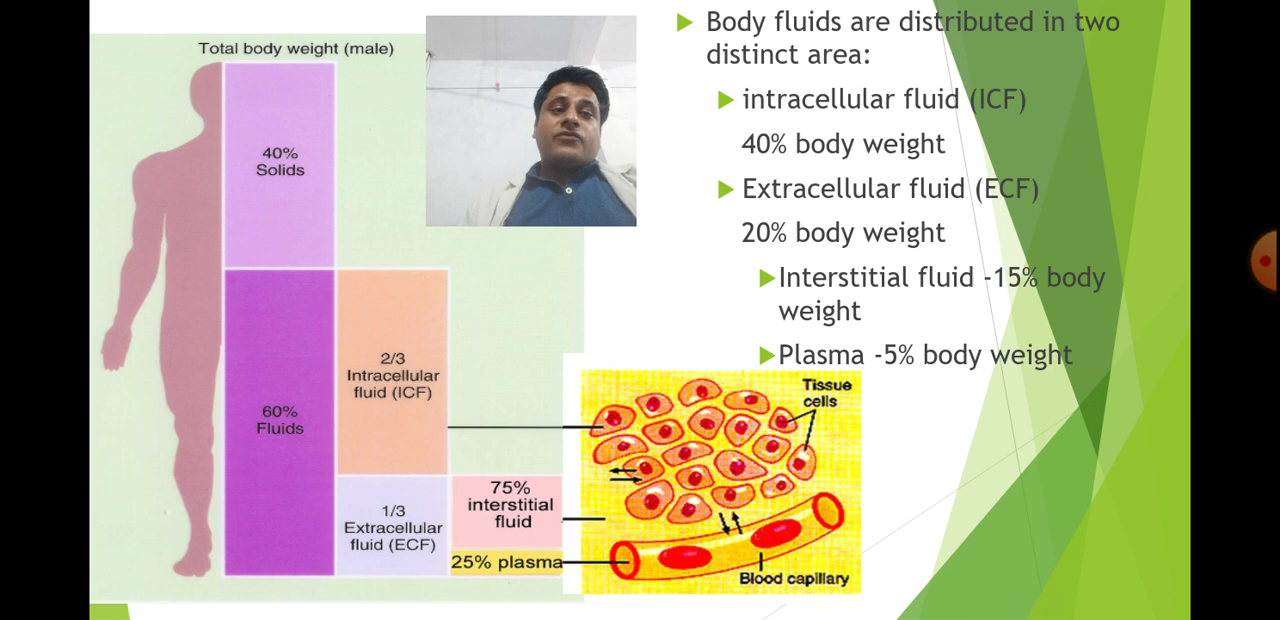 Total body weight (male)
40%
Solids
60%
Fluids
2/3
Intracellular
fluid (ICF)
1/3
Extracellular
fluid (ECF)
75%
interstitial
fluid
25% plasma
Body fluids are distributed in two
distinct area:
intracellular fluid (ICF)
40% body weight
Extracellular fluid (ECF)
20% body weight
Interstitial fluid -15% body
weight
Plasma -5% body weight
Tissue
cells
Blood capillary